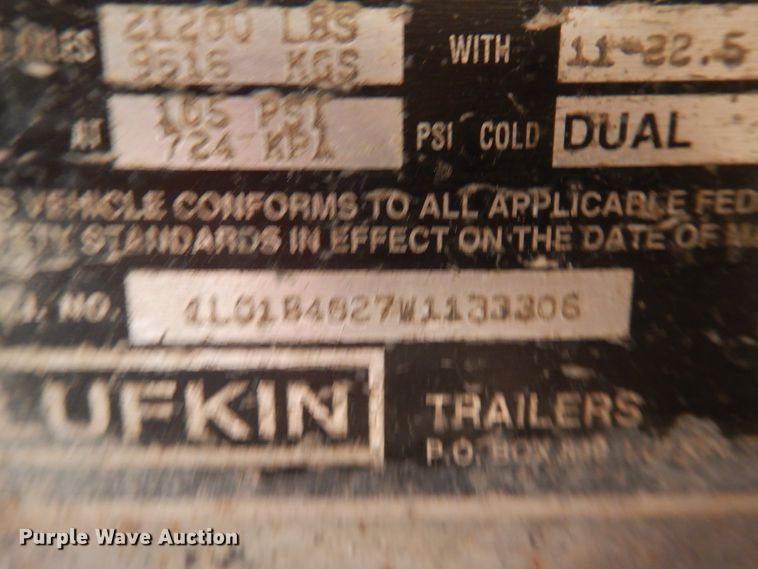 21200 LBS WITH 11-22.5
9616 KGS
105 PSI PSI COLD DUAL
724 KPA
VEHICLE CONFORMS TO ALL APPLICABLE FED
STANDARDS IN EFFECT ON THE DATE OF
NO. 1L01B4827W1133306
UFKIN TRAILERS
P.O. BOX
Purple Wave Auction